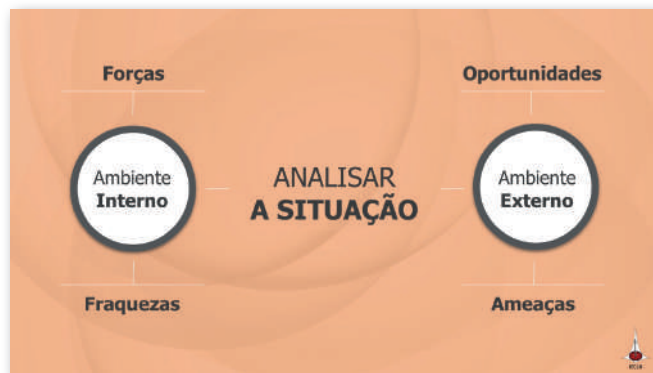 Forças
Oportunidades
Ambiente
Interno
ANALISAR
A SITUAÇÃO
Ambiente
Externo
Fraquezas
Ameaças